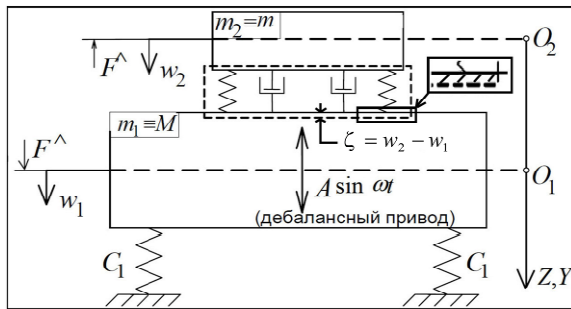 m₂=m
F^
w₂
O₂
m₁≡M
ζ = w₂ − w₁
F^
w₁
A sin ωt
(дебалансный привод)
O₁
C₁
C₁
Z,Y